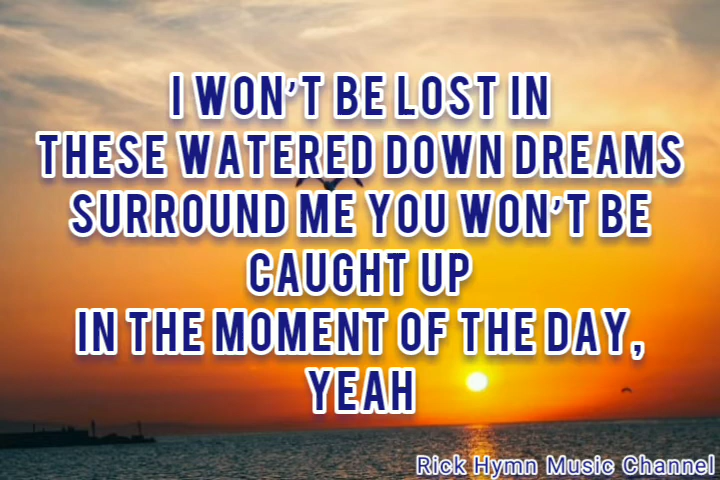 I WON'T BE LOST IN
THESE WATERED DOWN DREAMS
SURROUND ME YOU WON'T BE
CAUGHT UP
IN THE MOMENT OF THE DAY,
YEAH
Rick Hymn Music Channel